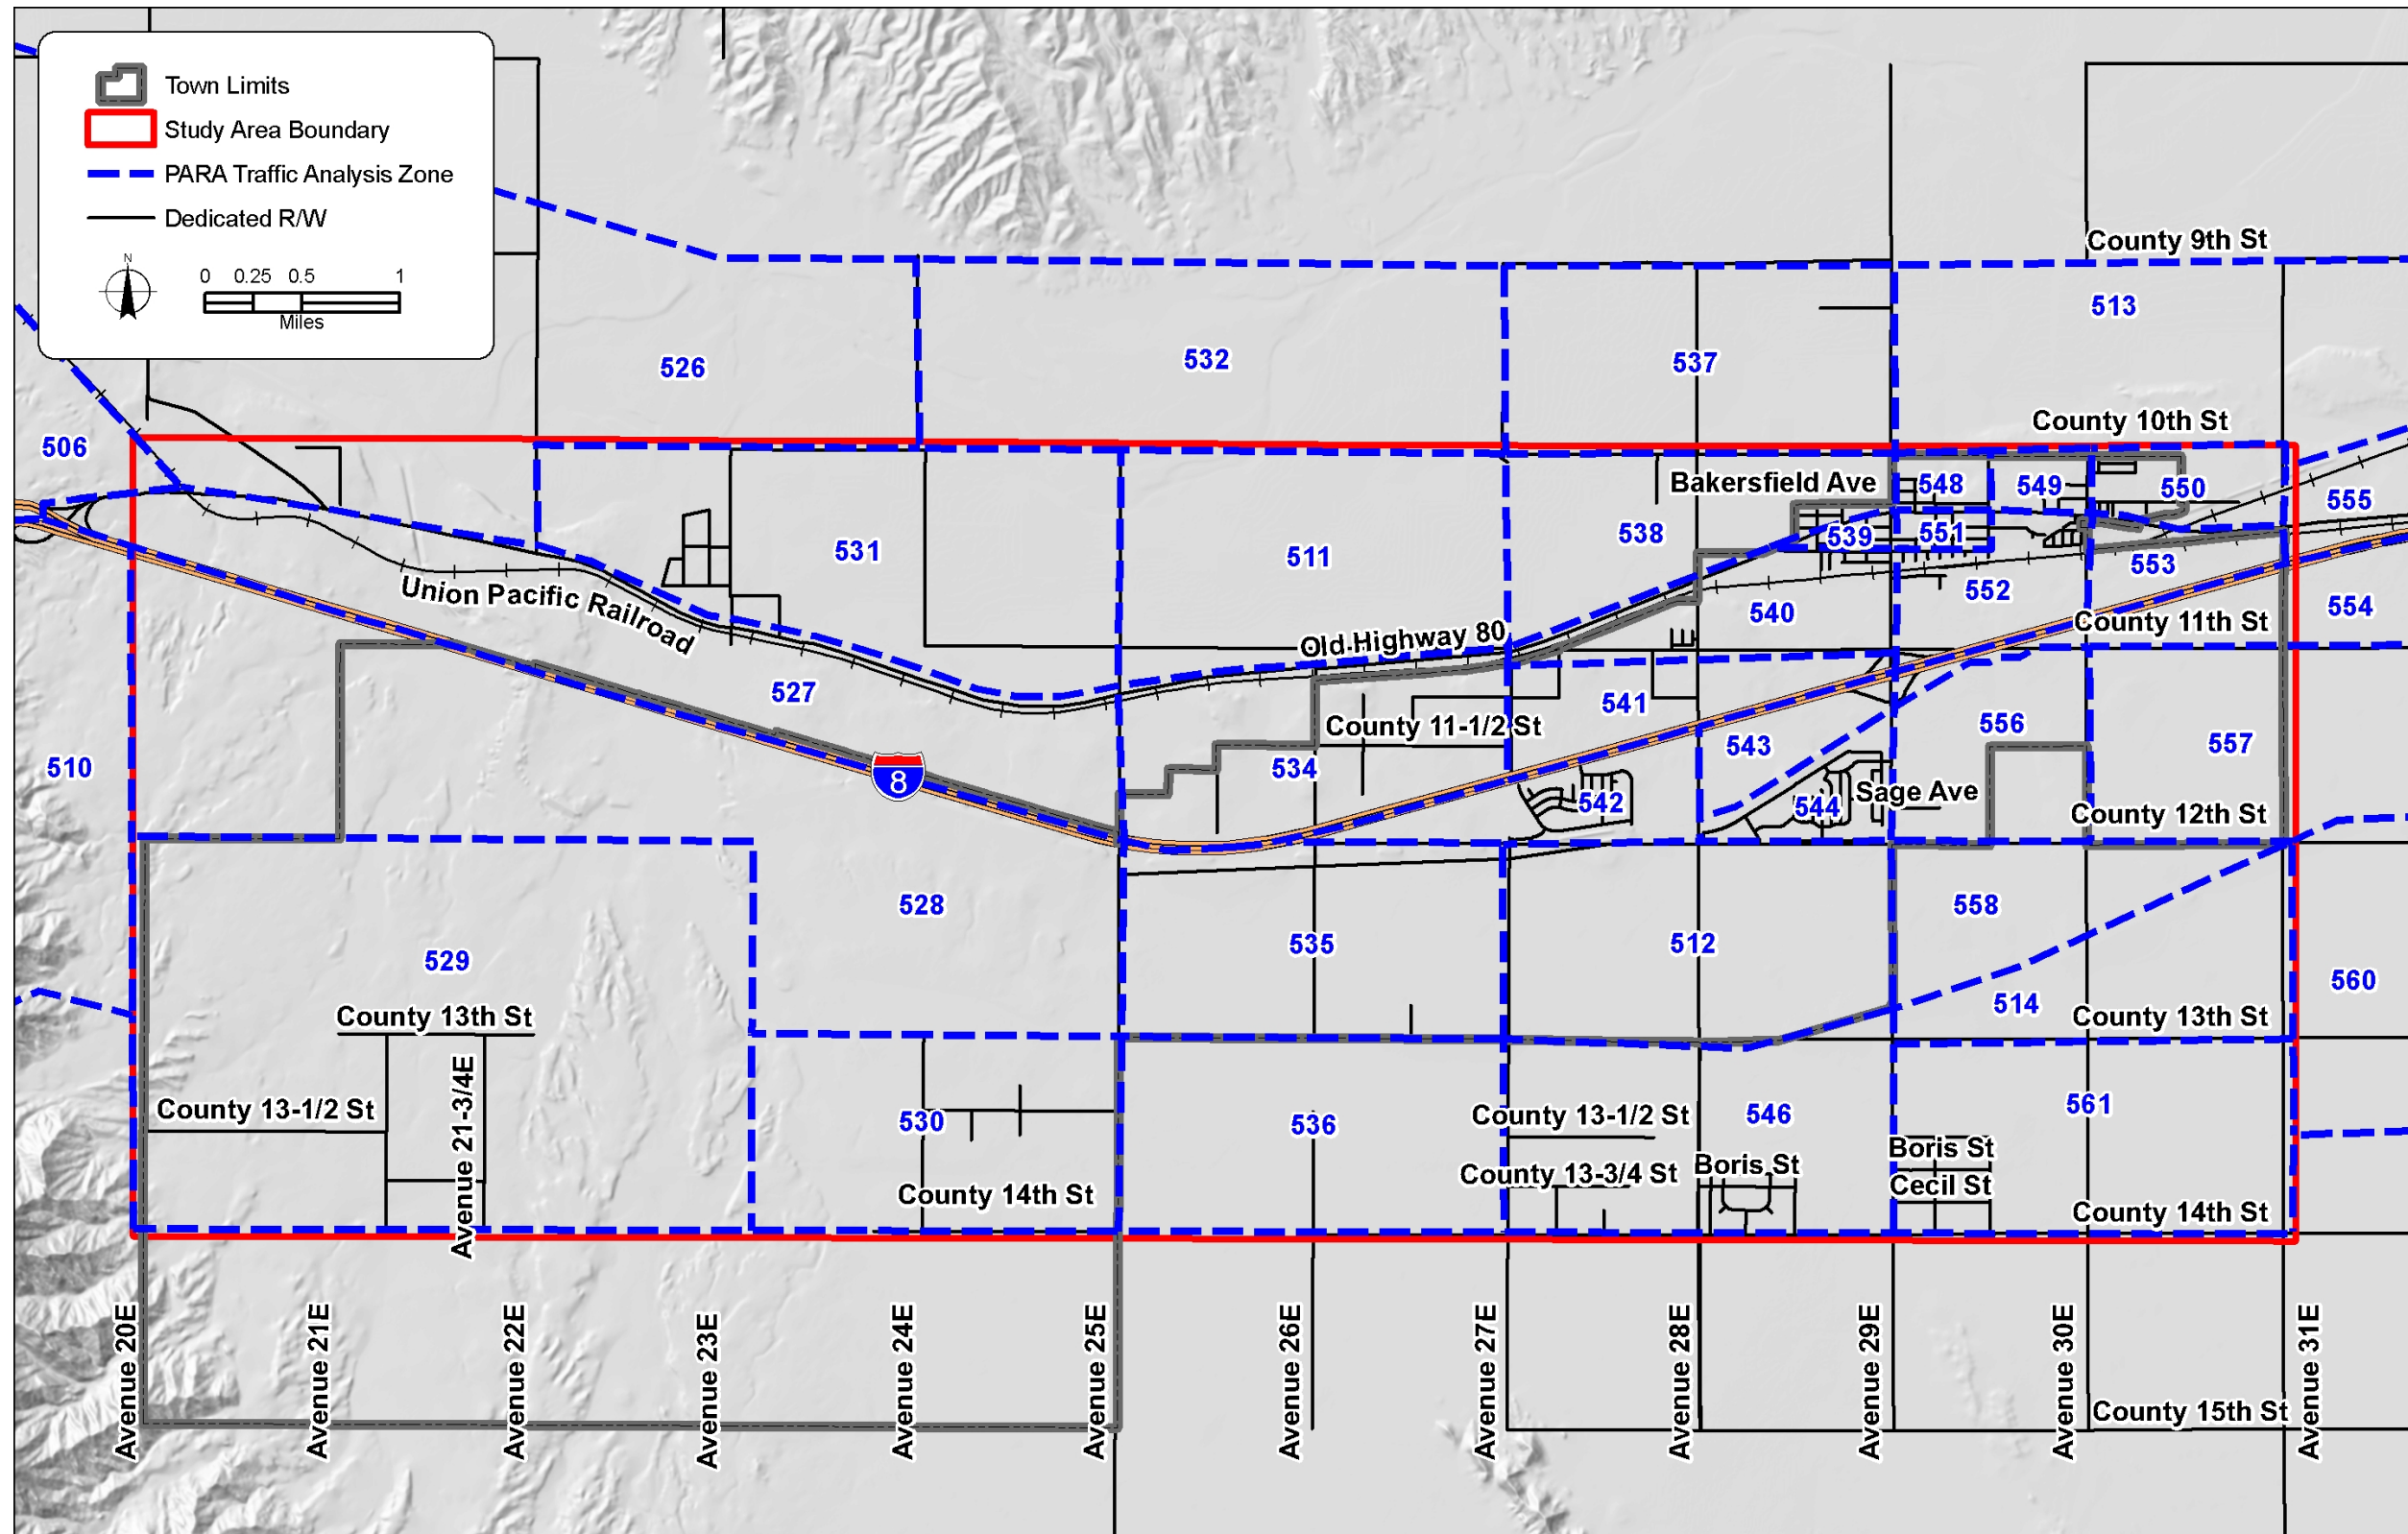 Town Limits
Study Area Boundary
PARA Traffic Analysis Zone
Dedicated R/W
N
0 0.25 0.5 1
Miles
County 9th St
513
526
532
537
County 10th St
506
Bakersfield Ave
548
549
550
555
531
511
538
539
551
553
Union Pacific Railroad
552
540
554
County 11th St
Old Highway 80
527
541
556
County 11-1/2 St
543
557
510
534
8
542
544
Sage Ave
County 12th St
528
558
529
535
512
560
514
County 13th St
County 13th St
Avenue 21-3/4E
County 13-1/2 St
530
536
County 13-1/2 St
546
561
Boris St
County 13-3/4 St
Boris St
Cecil St
County 14th St
County 14th St
Avenue 20E
Avenue 21E
Avenue 22E
Avenue 23E
Avenue 24E
Avenue 25E
Avenue 26E
Avenue 27E
Avenue 28E
Avenue 29E
Avenue 30E
Avenue 31E
County 15th St